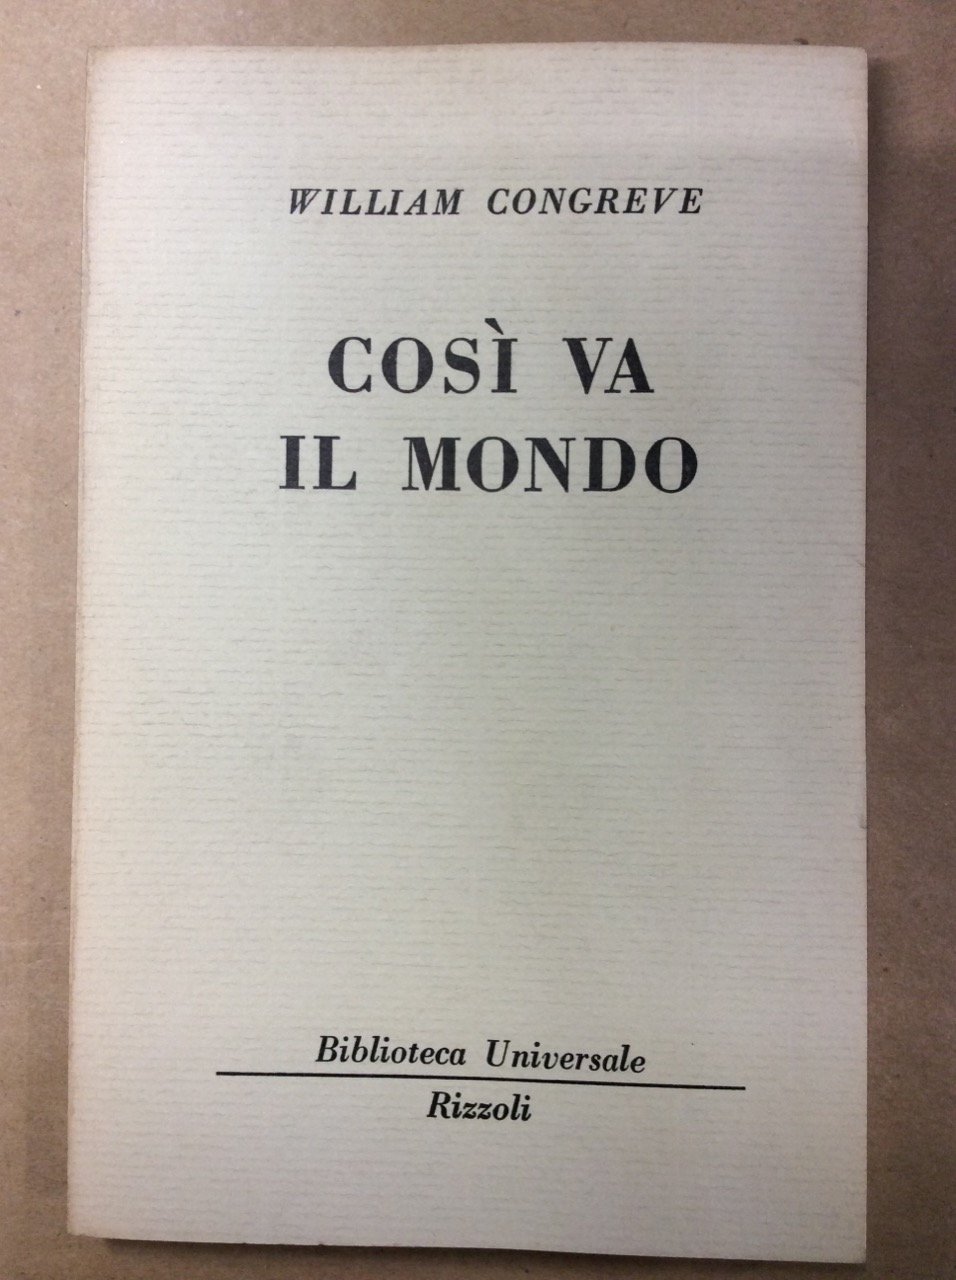 WILLIAM CONGREVE
COSÌ VA
IL MONDO
Biblioteca Universale
Rizzoli